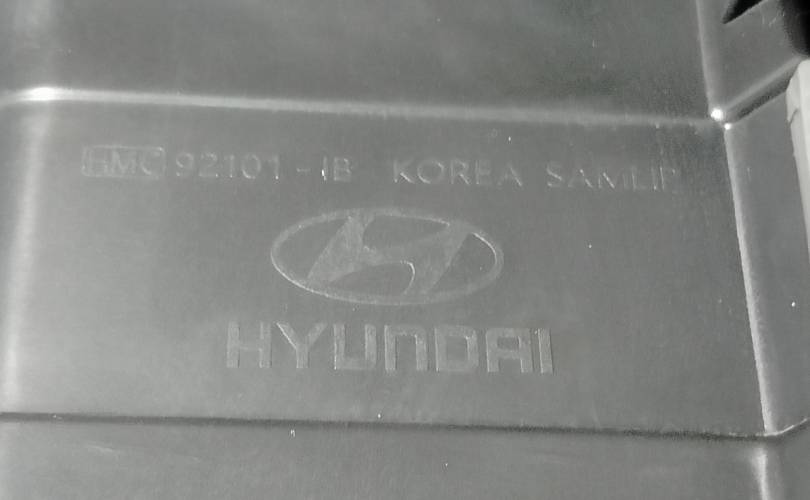 HMC 92101-1B KOREA SAMLIP
HYUNDAI